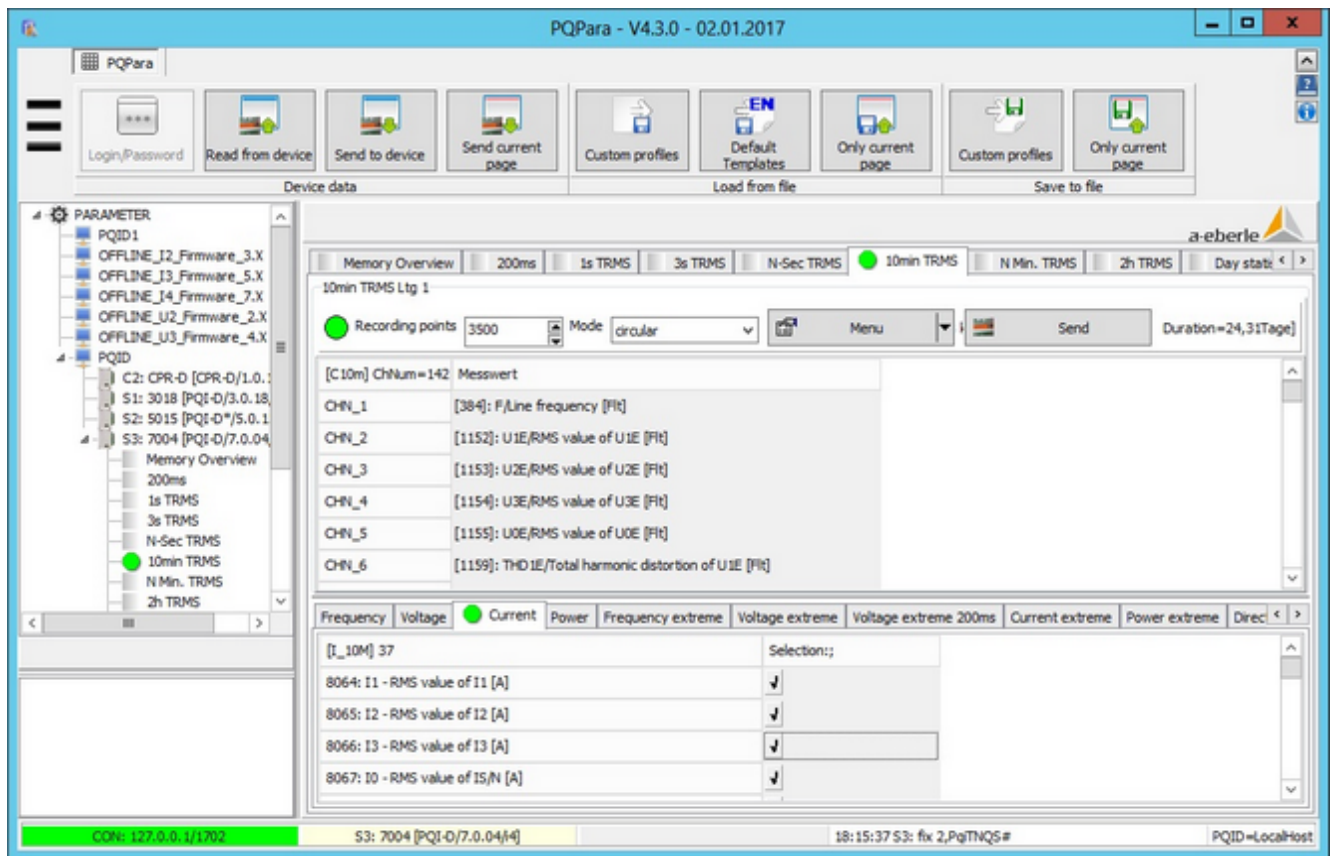 PQPara - V4.3.0 - 02.01.2017
PQPara
Login/Password
Read from device
Send to device
Send current page
Custom profiles
EN
Default Templates
Only current page
Custom profiles
Only current page
Device data
Load from file
Save to file
PARAMETER
PQID1
OFFLINE_I2_Firmware_3.X
OFFLINE_I3_Firmware_5.X
OFFLINE_I4_Firmware_7.X
OFFLINE_U2_Firmware_2.X
OFFLINE_U3_Firmware_4.X
PQID
C2: CPR-D [CPR-D/1.0.
S1: 3018 [PQI-D/3.0.18,
S2: 5015 [PQI-D*/5.0.1
S3: 7004 [PQI-D/7.0.04,
Memory Overview
200ms
1s TRMS
3s TRMS
N-Sec TRMS
10min TRMS
N Min. TRMS
2h TRMS
a-eberle
Memory Overview 200ms 1s TRMS 3s TRMS N-Sec TRMS 10min TRMS N Min. TRMS 2h TRMS Day
10min TRMS Ltg 1
Recording points 3500 Mode circular Menu Send Duration=24,31Tage]
[C10m] ChNum=142 Messwert
CHN_1 [384]: F/Line frequency [Flt]
CHN_2 [1152]: U1E/RMS value of U1E [Flt]
CHN_3 [1153]: U2E/RMS value of U2E [Flt]
CHN_4 [1154]: U3E/RMS value of U3E [Flt]
CHN_5 [1155]: U0E/RMS value of U0E [Flt]
CHN_6 [1159]: THD1E/Total harmonic distortion of U1E [Flt]
Frequency Voltage Current Power Frequency extreme Voltage extreme Voltage extreme 200ms Current extreme Power extreme Direc
[I_10M] 37 Selection:;
8064: I1 - RMS value of I1 [A]
8065: I2 - RMS value of I2 [A]
8066: I3 - RMS value of I3 [A]
8067: I0 - RMS value of IS/N [A]
CON: 127.0.0.1/1702 S3: 7004 [PQI-D/7.0.04/i4] 18:15:37 S3: fix 2,PqiTNQS# PQID=LocalHost